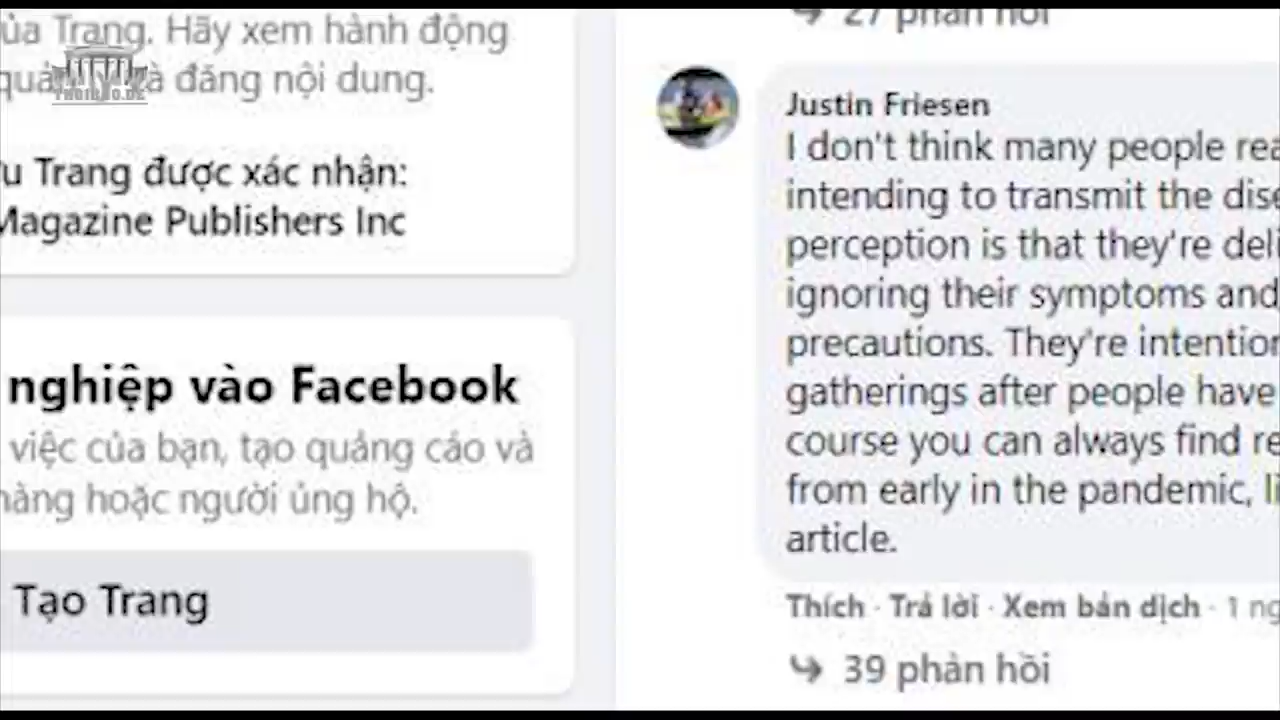 ủa Trang. Hãy xem hành động
quản lý và đăng nội dung.
THOIBAO.DE
u Trang được xác nhận:
Magazine Publishers Inc
nghiệp vào Facebook
việc của bạn, tạo quảng cáo và
hàng hoặc người ủng hộ.
Tạo Trang
27 phản hồi
Justin Friesen
I don't think many people rea
intending to transmit the dise
perception is that they're deli
ignoring their symptoms and
precautions. They're intention
gatherings after people have
course you can always find re
from early in the pandemic, li
article.
Thích · Trả lời · Xem bản dịch · 1 ng
39 phản hồi